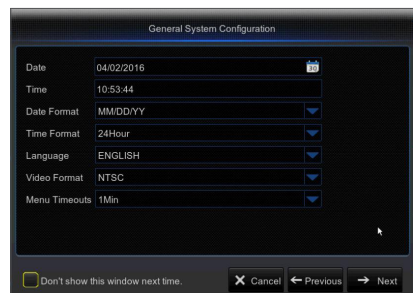 General System Configuration
Date 04/02/2016 30
Time 10:53:44
Date Format MM/DD/YY
Time Format 24Hour
Language ENGLISH
Video Format NTSC
Menu Timeouts 1Min
Don't show this window next time. Cancel Previous Next